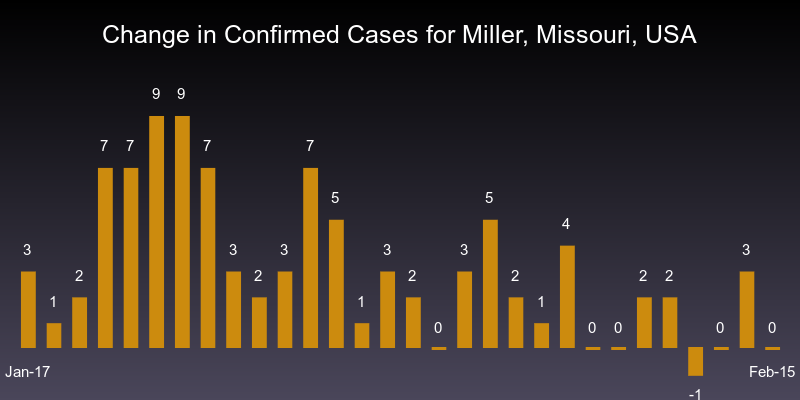 Change in Confirmed Cases for Miller, Missouri, USA
9 9
7 7 7 7
5 5
4
3 3 3 3 3 3
2 2 2 2 2 2
1 1 1
0 0 0 0 0
Jan-17 Feb-15
-1